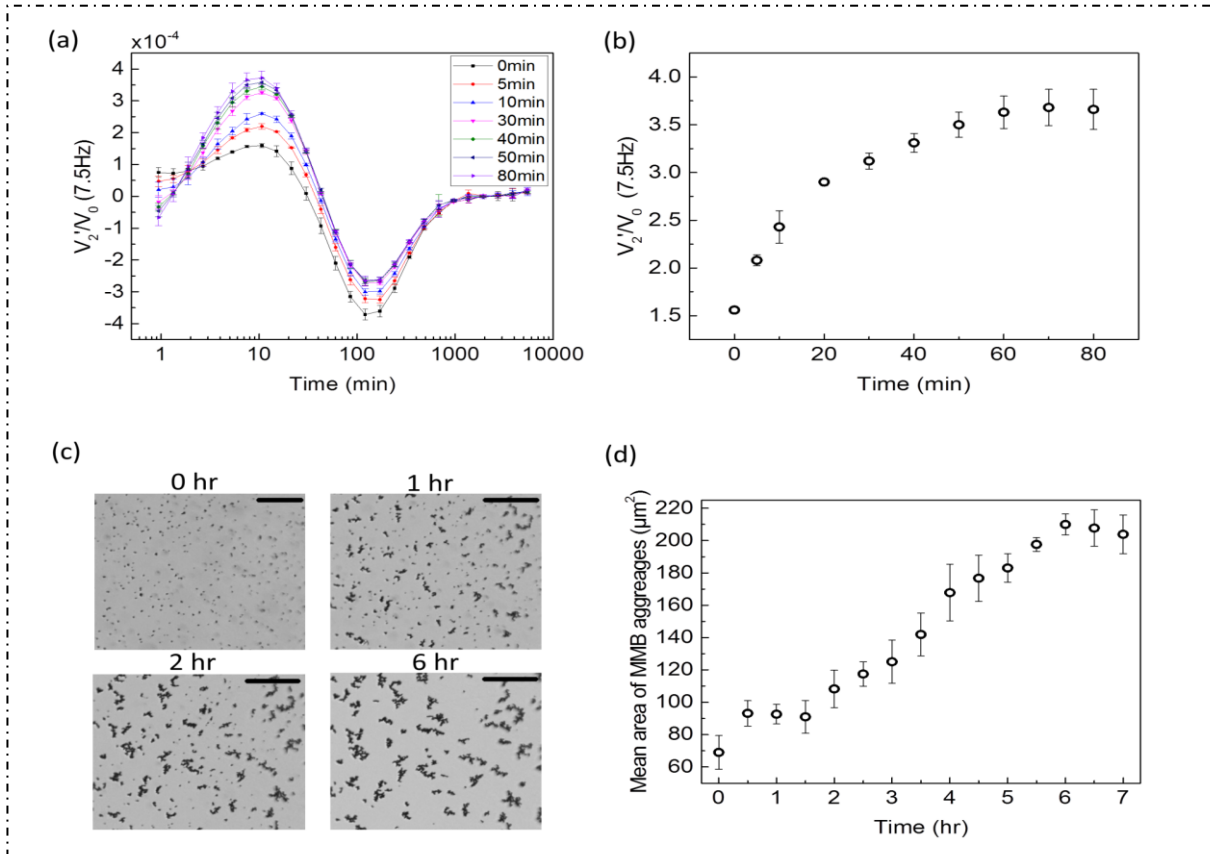 (a)
x10⁻⁴
4
3
2
1
0
-1
-2
-3
-4
V₂'/V₀ (7.5Hz)
1
10
100
1000
10000
Time (min)
0min
5min
10min
30min
40min
50min
80min
(b)
4.0
3.5
3.0
2.5
2.0
1.5
V₂'/V₀ (7.5Hz)
0
20
40
60
80
Time (min)
(c)
0 hr
1 hr
2 hr
6 hr
(d)
220
200
180
160
140
120
100
80
60
Mean area of MMB aggreages (µm²)
0
1
2
3
4
5
6
7
Time (hr)